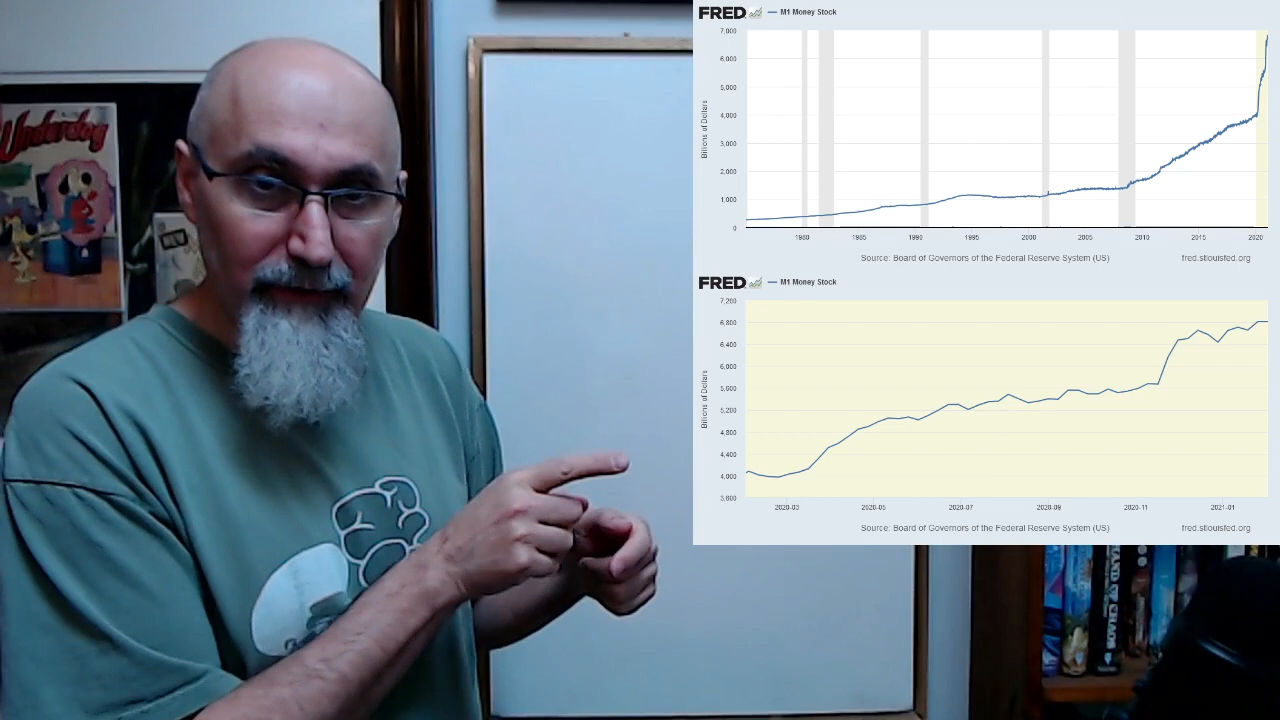 Underdog
FRED M1 Money Stock
7,000
6,000
5,000
4,000
3,000
2,000
1,000
0
Billions of Dollars
1980 1985 1990 1995 2000 2005 2010 2015 2020
Source: Board of Governors of the Federal Reserve System (US) fred.stlouisfed.org
FRED M1 Money Stock
7,200
6,800
6,400
6,000
5,600
5,200
4,800
4,400
4,000
3,600
Billions of Dollars
2020-03 2020-05 2020-07 2020-09 2020-11 2021-01
Source: Board of Governors of the Federal Reserve System (US) fred.stlouisfed.org